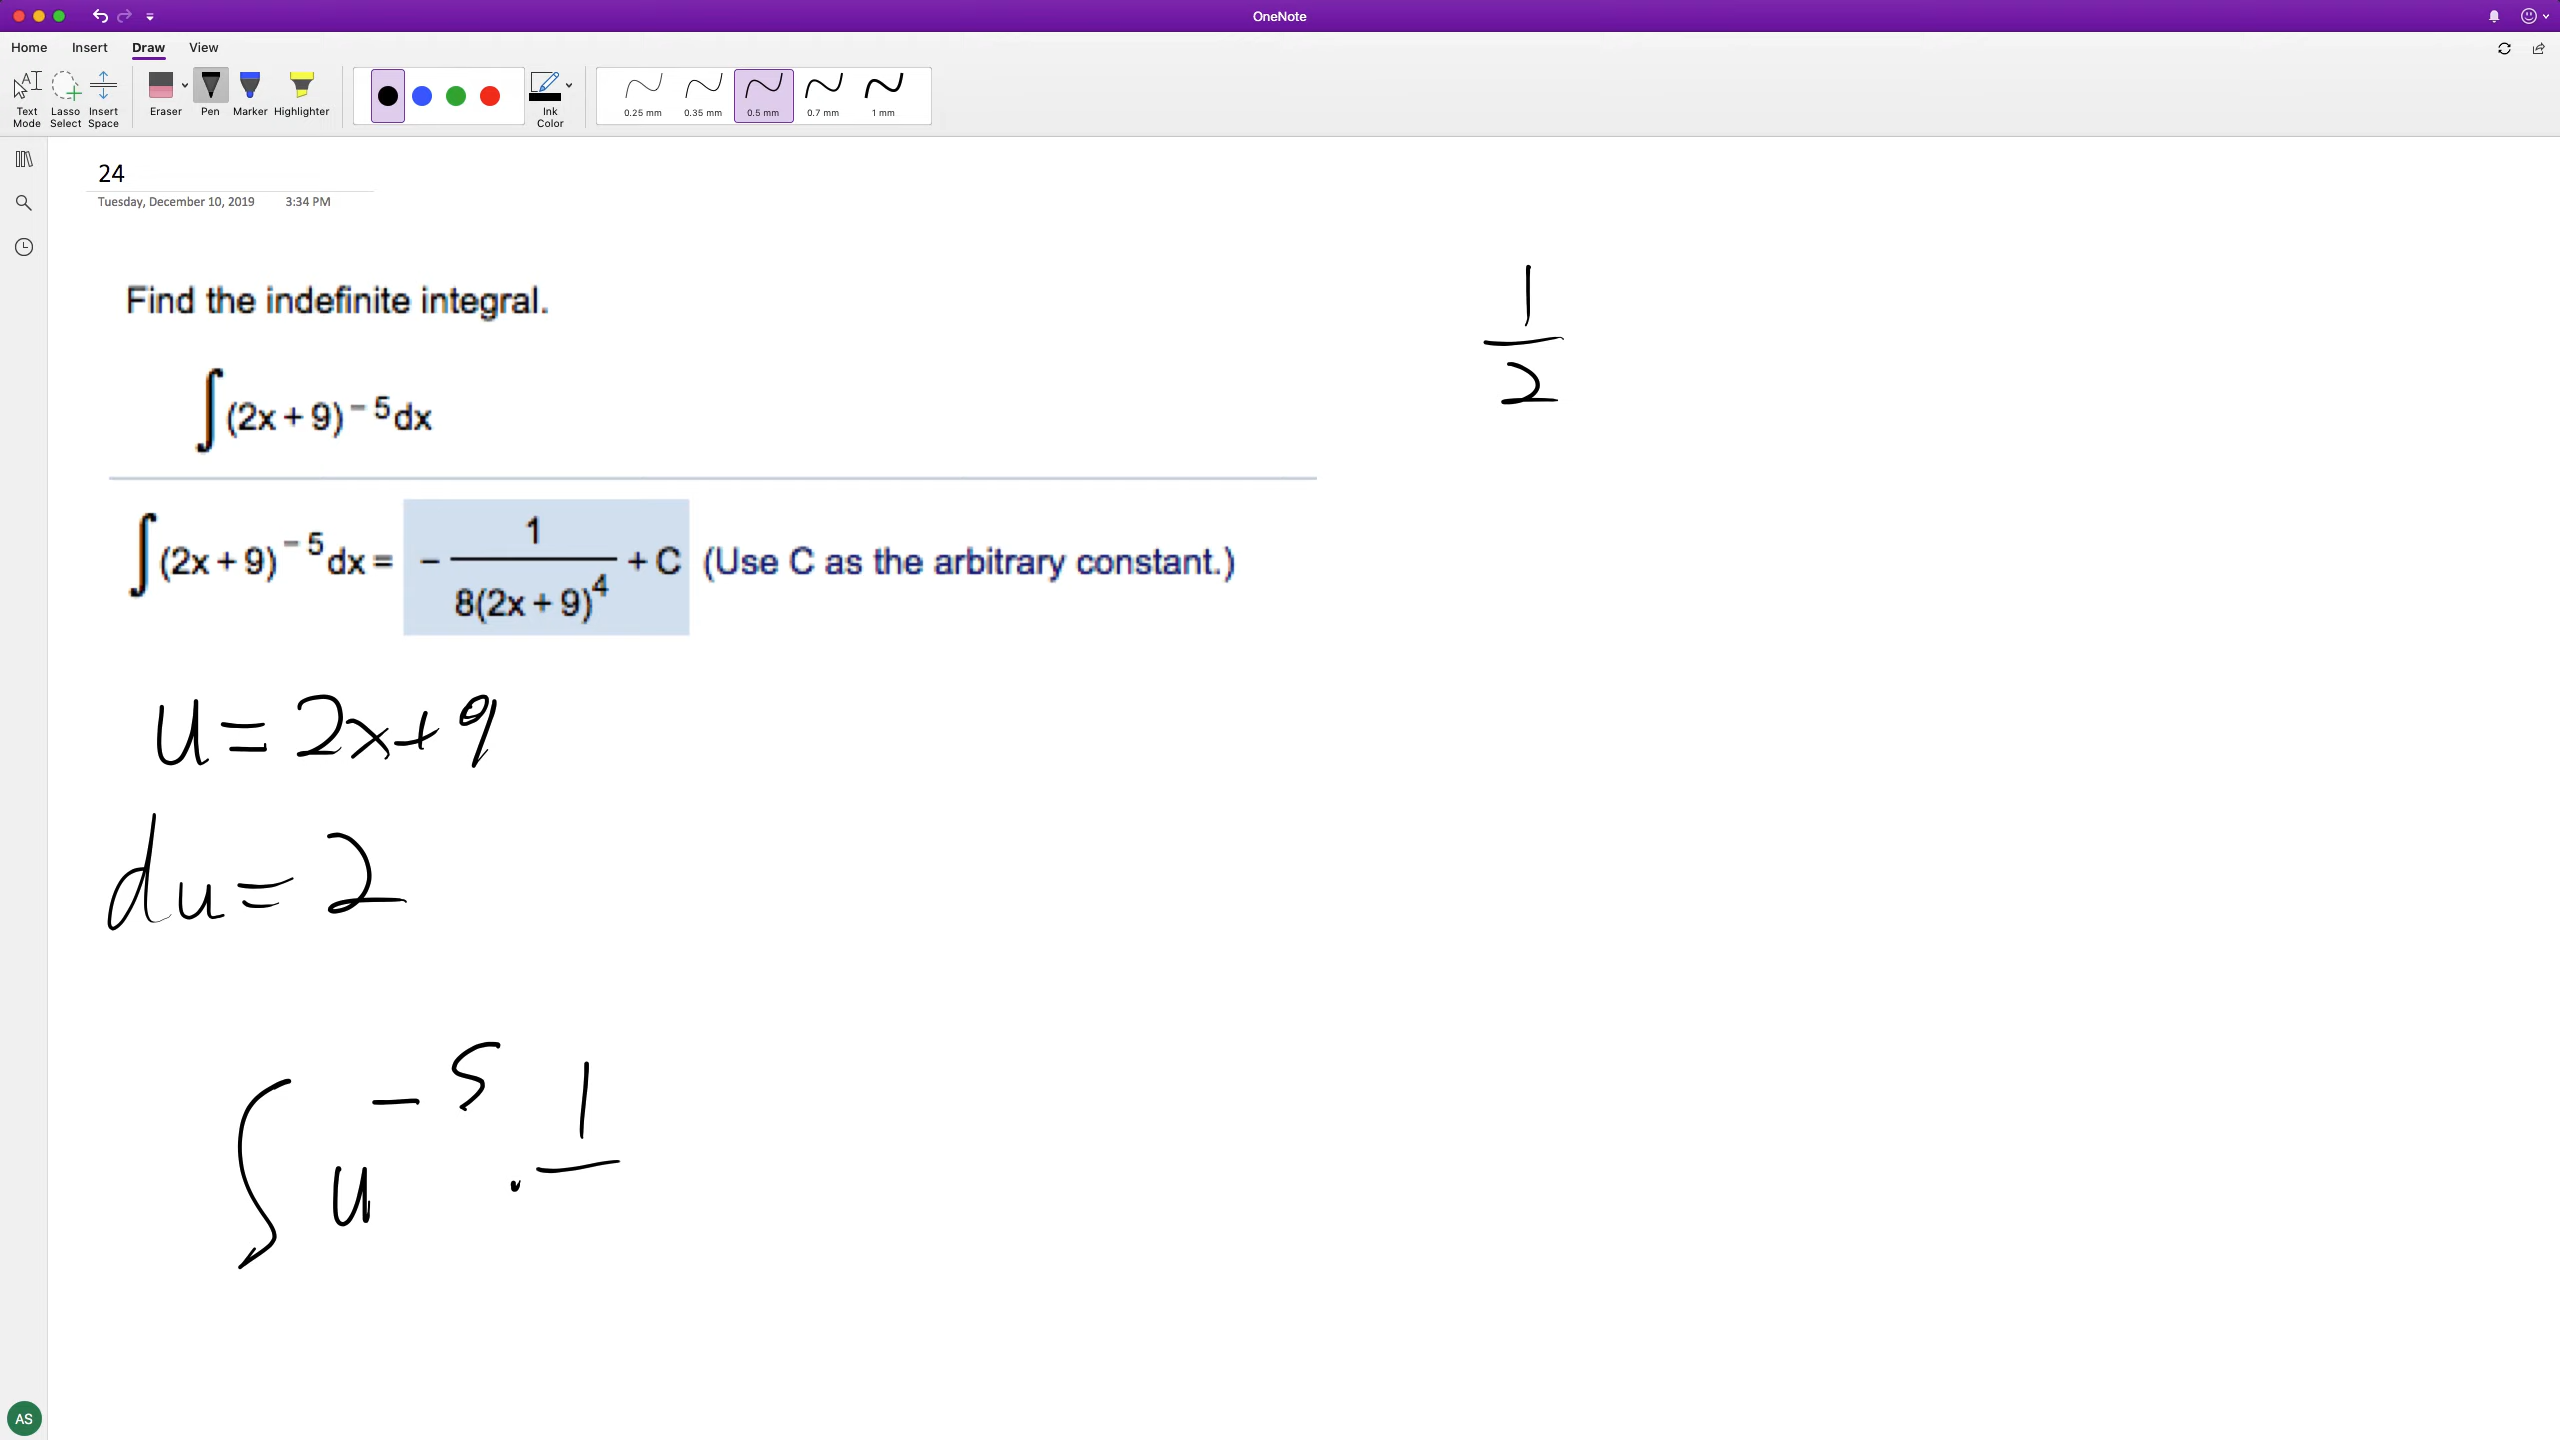 OneNote
Home Insert Draw View
Text Mode Lasso Select Insert Space Eraser Pen Marker Highlighter Ink Color 0.25 mm 0.35 mm 0.5 mm 0.7 mm 1 mm
24
Tuesday, December 10, 2019 3:34 PM
Find the indefinite integral.
∫(2x + 9)⁻⁵dx
∫(2x + 9)⁻⁵dx = - 1/8(2x + 9)⁴ + C (Use C as the arbitrary constant.)
1/2
u = 2x + 9
du = 2
∫ u⁻⁵ · 1/
AS